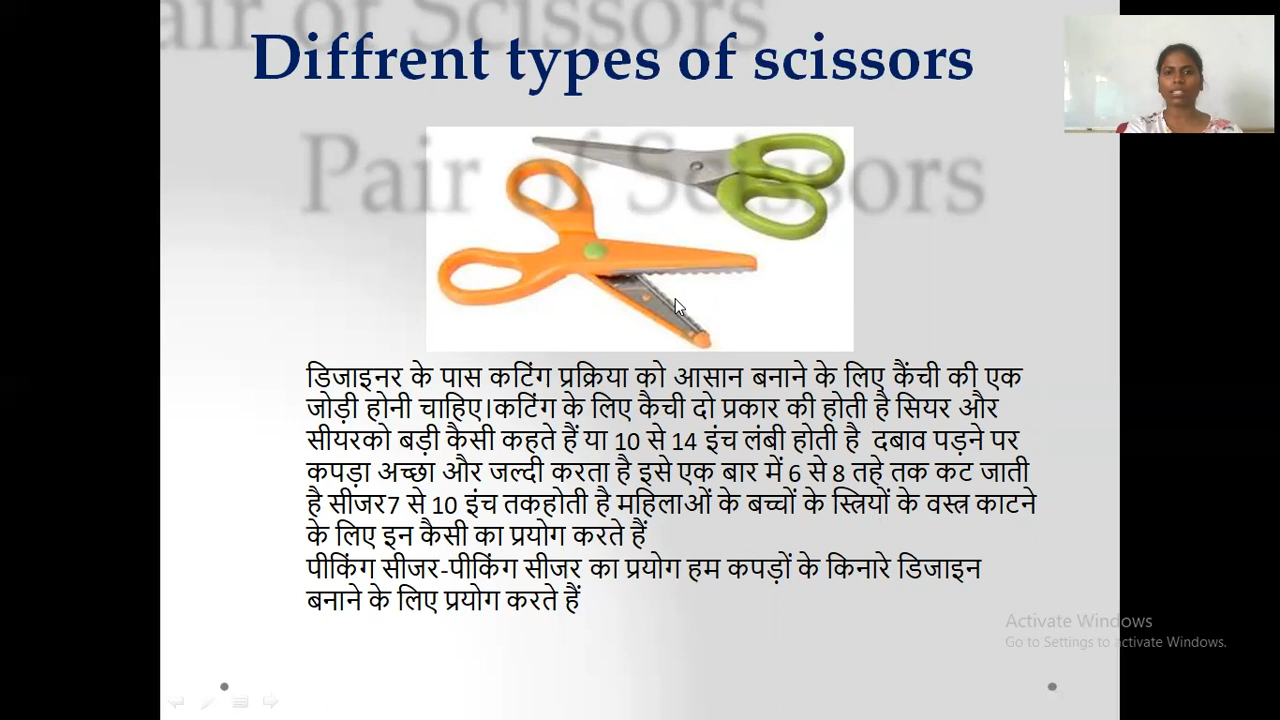 air of Scissors
Diffrent types of scissors
Pair of Scissors
डिजाइनर के पास कटिंग प्रक्रिया को आसान बनाने के लिए कैंची की एक
जोड़ी होनी चाहिए।कटिंग के लिए कैची दो प्रकार की होती है सियर और
सीयरको बड़ी कैसी कहते हैं या 10 से 14 इंच लंबी होती है दबाव पड़ने पर
कपड़ा अच्छा और जल्दी करता है इसे एक बार में 6 से 8 तहे तक कट जाती
है सीजर7 से 10 इंच तकहोती है महिलाओं के बच्चों के स्त्रियों के वस्त्र काटने
के लिए इन कैसी का प्रयोग करते हैं
पीकिंग सीजर-पीकिंग सीजर का प्रयोग हम कपड़ों के किनारे डिजाइन
बनाने के लिए प्रयोग करते हैं
Activate Windows
Go to Settings to activate Windows.